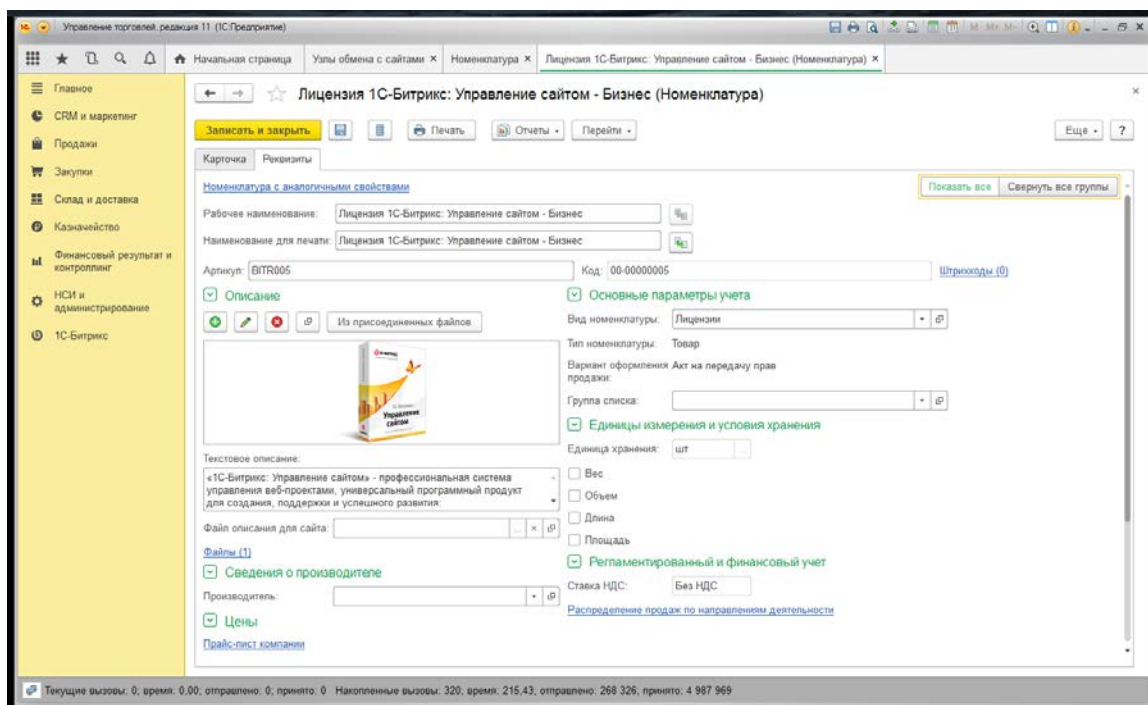 Управление торговлей, редакция 11 (1С:Предприятие)
M M+ M-
Начальная страница Узлы обмена с сайтами × Номенклатура × Лицензия 1С-Битрикс: Управление сайтом - Бизнес (Номенклатура) ×
Главное
CRM и маркетинг
Продажи
Закупки
Склад и доставка
Казначейство
Финансовый результат и
контроллинг
НСИ и
администрирование
1С-Битрикс
Лицензия 1С-Битрикс: Управление сайтом - Бизнес (Номенклатура)
Записать и закрыть Печать Отчеты Перейти Еще ?
Карточка Реквизиты
Номенклатура с аналогичными свойствами Показать все Свернуть все группы
Рабочее наименование: Лицензия 1С-Битрикс: Управление сайтом - Бизнес
Наименование для печати: Лицензия 1С-Битрикс: Управление сайтом - Бизнес
Артикул: BITR005 Код: 00-00000005 Штрихкоды (0)
Описание
Из присоединенных файлов
Управление
сайтом
Текстовое описание:
«1С-Битрикс: Управление сайтом» - профессиональная система
управления веб-проектами, универсальный программный продукт
для создания, поддержки и успешного развития:
Файл описания для сайта:
Файлы (1)
Сведения о производителе
Производитель:
Цены
Прайс-лист компании
Основные параметры учета
Вид номенклатуры: Лицензии
Тип номенклатуры: Товар
Вариант оформления Акт на передачу прав
продажи:
Группа списка:
Единицы измерения и условия хранения
Единица хранения: шт
Вес
Объем
Длина
Площадь
Регламентированный и финансовый учет
Ставка НДС: Без НДС
Распределение продаж по направлениям деятельности
Текущие вызовы: 0; время: 0,00; отправлено: 0; принято: 0 Накопленные вызовы: 320; время: 215,43; отправлено: 268 326; принято: 4 987 969